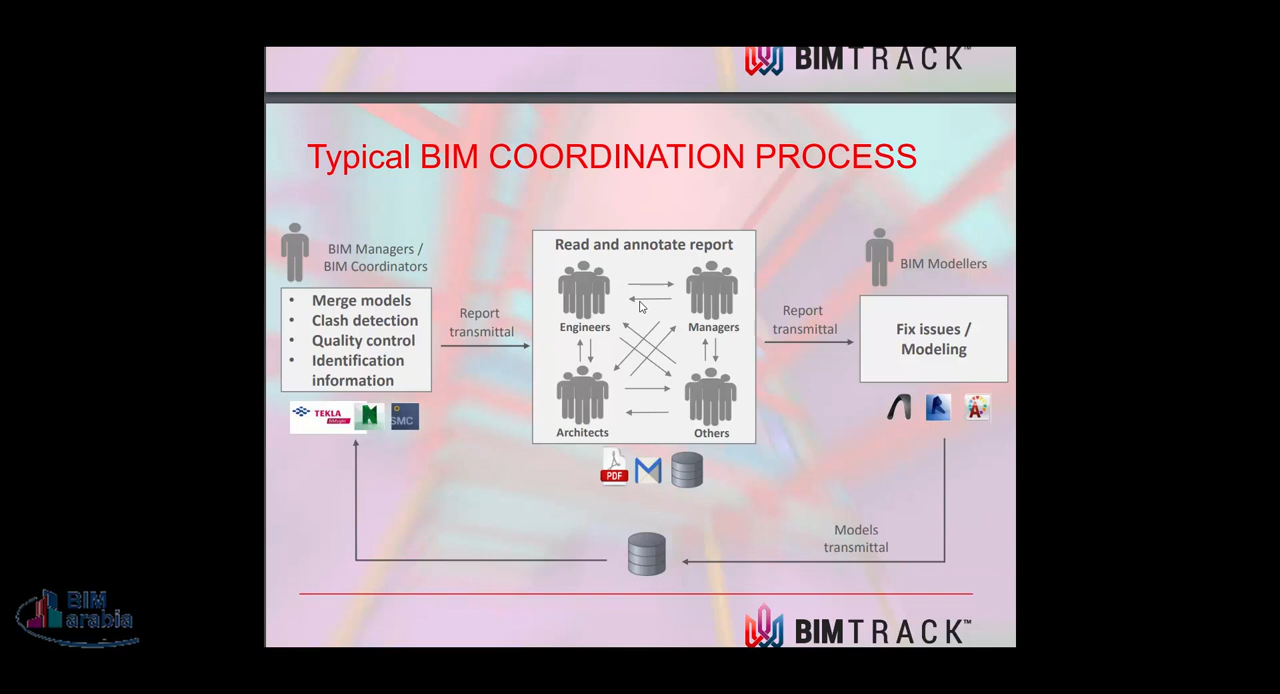 BIMTRACK™
Typical BIM COORDINATION PROCESS
BIM Managers /
BIM Coordinators
• Merge models
• Clash detection
• Quality control
• Identification
information
TEKLA
N
SMC
Report
transmittal
Read and annotate report
Engineers
Managers
Architects
Others
PDF
Report
transmittal
BIM Modellers
Fix issues /
Modeling
R
A
Models
transmittal
BIM
arabia
BIMTRACK™